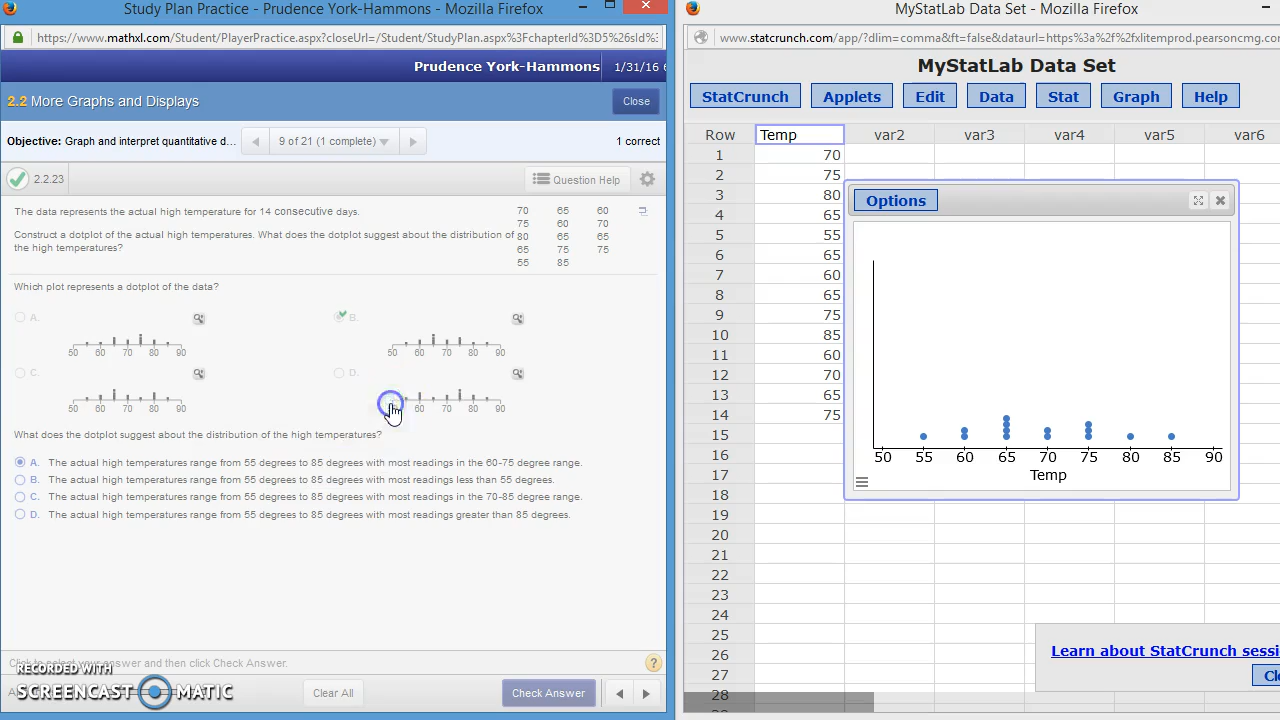 Study Plan Practice - Prudence York-Hammons - Mozilla Firefox
https://www.mathxl.com/Student/PlayerPractice.aspx?closeUrl=/Student/StudyPlan.aspx%3FchapterId%3D5%26sld%3
Prudence York-Hammons 1/31/16 6
2.2 More Graphs and Displays
Close
Objective: Graph and interpret quantitative d...
9 of 21 (1 complete)
1 correct
2.2.23
Question Help
The data represents the actual high temperature for 14 consecutive days.
Construct a dotplot of the actual high temperatures. What does the dotplot suggest about the distribution of
the high temperatures?
70 65 60
75 60 70
80 65 65
65 75 75
55 85
Which plot represents a dotplot of the data?
A.
50 60 70 80 90
B.
50 60 70 80 90
C.
50 60 70 80 90
D.
60 70 80 90
What does the dotplot suggest about the distribution of the high temperatures?
A. The actual high temperatures range from 55 degrees to 85 degrees with most readings in the 60-75 degree range.
B. The actual high temperatures range from 55 degrees to 85 degrees with most readings less than 55 degrees.
C. The actual high temperatures range from 55 degrees to 85 degrees with most readings in the 70-85 degree range.
D. The actual high temperatures range from 55 degrees to 85 degrees with most readings greater than 85 degrees.
Click to select your answer and then click Check Answer.
?
RECORDED WITH
SCREENCAST MATIC
Clear All
Check Answer
MyStatLab Data Set - Mozilla Firefox
www.statcrunch.com/app/?dlim=comma&ft=false&dataurl=https%3a%2f%2fxlitemprod.pearsoncmg.com
MyStatLab Data Set
StatCrunch Applets Edit Data Stat Graph Help
Row Temp var2 var3 var4 var5 var6
1 70
2 75
3 80
4 65
5 55
6 65
7 60
8 65
9 75
10 85
11 60
12 70
13 65
14 75
15
16
17
18
19
20
21
22
23
24
25
26
27
28
Options
50 55 60 65 70 75 80 85 90
Temp
Learn about StatCrunch sessi
Cl